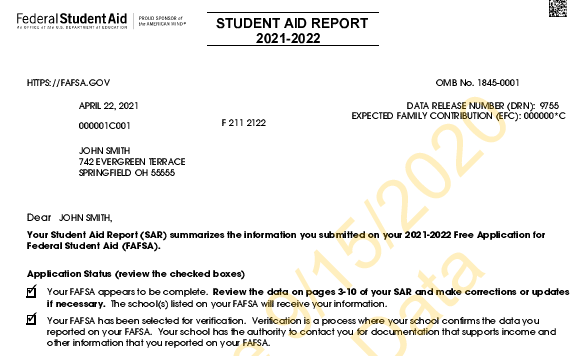 Federal Student Aid
An OFFICE of the U.S. DEPARTMENT of EDUCATION
PROUD SPONSOR of
the AMERICAN MIND®
STUDENT AID REPORT
2021-2022
HTTPS://FAFSA.GOV
OMB No. 1845-0001
APRIL 22, 2021
DATA RELEASE NUMBER (DRN): 9755
000001C001
F 211 2122
EXPECTED FAMILY CONTRIBUTION (EFC): 000000*C
JOHN SMITH
742 EVERGREEN TERRACE
SPRINGFIELD OH 55555
Dear JOHN SMITH,
Your Student Aid Report (SAR) summarizes the information you submitted on your 2021-2022 Free Application for
Federal Student Aid (FAFSA).
Application Status (review the checked boxes)
Your FAFSA appears to be complete. Review the data on pages 3-10 of your SAR and make corrections or updates
if necessary. The school(s) listed on your FAFSA will receive your information.
Your FAFSA has been selected for verification. Verification is a process where your school confirms the data you
reported on your FAFSA. Your school has the authority to contact you for documentation that supports income and
other information that you reported on your FAFSA.
9/15/2020
Data